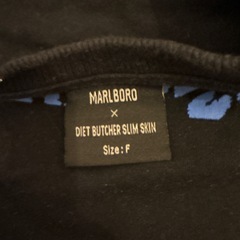 MARLBORO
×
DIET BUTCHER SLIM SKIN
Size: F